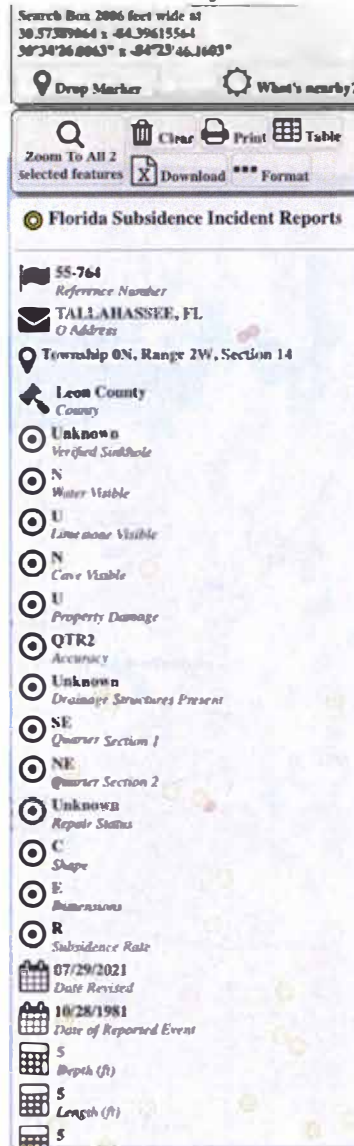 Search Box 2006 feet wide at
30.57389064 x -84.39615564
30°34'26.0063" x -84°23'46.1603"
Drop Marker
What's nearby?
Zoom To All 2
selected features
Clear
Print
Table
Download
Format
Florida Subsidence Incident Reports
55-764
Reference Number
TALLAHASSEE, FL
O Address
Township 0N, Range 2W, Section 14
Leon County
County
Unknown
Verified Sinkhole
N
Water Visible
U
Limestone Visible
N
Cave Visible
U
Property Damage
QTR2
Accuracy
Unknown
Drainage Structures Present
SE
Quarter Section 1
NE
Quarter Section 2
Unknown
Repair Status
C
Shape
E
Dimensions
R
Subsidence Rate
07/29/2021
Date Revised
10/28/1981
Date of Reported Event
5
Depth (ft)
5
Length (ft)
5